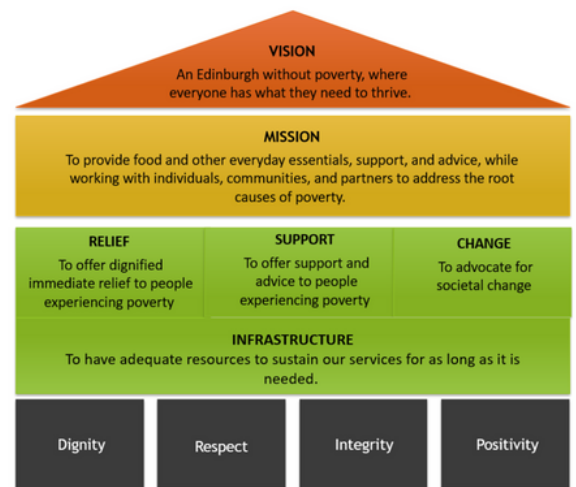 VISION
An Edinburgh without poverty, where
everyone has what they need to thrive.
MISSION
To provide food and other everyday essentials, support, and advice, while
working with individuals, communities, and partners to address the root
causes of poverty.
RELIEF
To offer dignified
immediate relief to people
experiencing poverty
SUPPORT
To offer support and
advice to people
experiencing poverty
CHANGE
To advocate for
societal change
INFRASTRUCTURE
To have adequate resources to sustain our services for as long as it is
needed.
Dignity
Respect
Integrity
Positivity